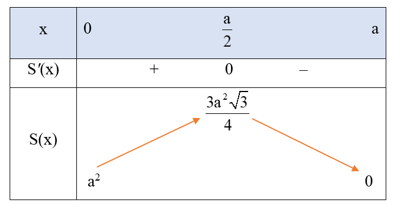 x 0 a/2 a
S'(x) + 0 –
S(x) a² 3a²√3/4 0